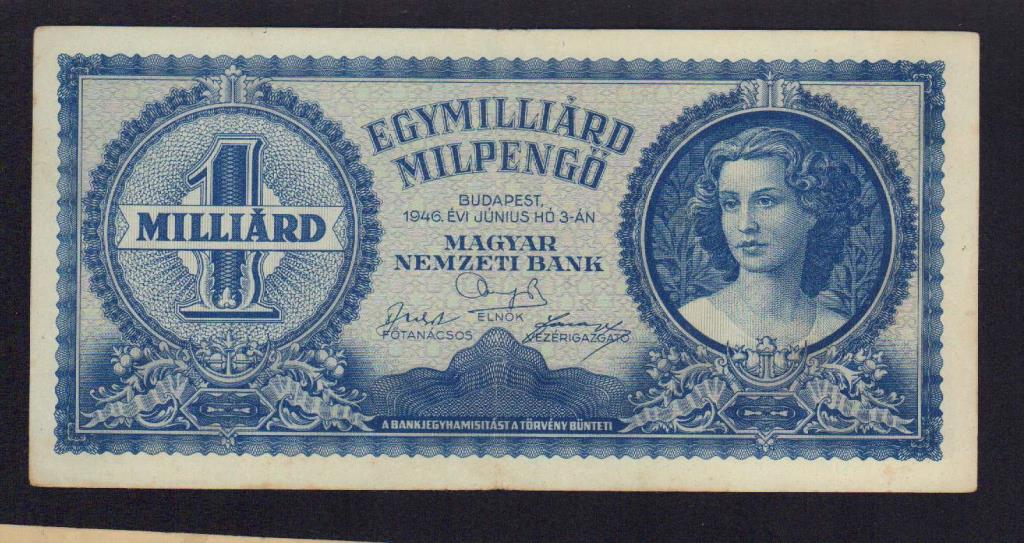 1
MILLIÁRD
EGYMILLIÁRD
MILPENGŐ
BUDAPEST,
1946. ÉVI JÚNIUS HÓ 3-ÁN
MAGYAR
NEMZETI BANK
ELNÖK
FŐTANÁCSOS
VEZÉRIGAZGATÓ
A BANKJEGYHAMISITÁST A TÖRVÉNY BÜNTETI